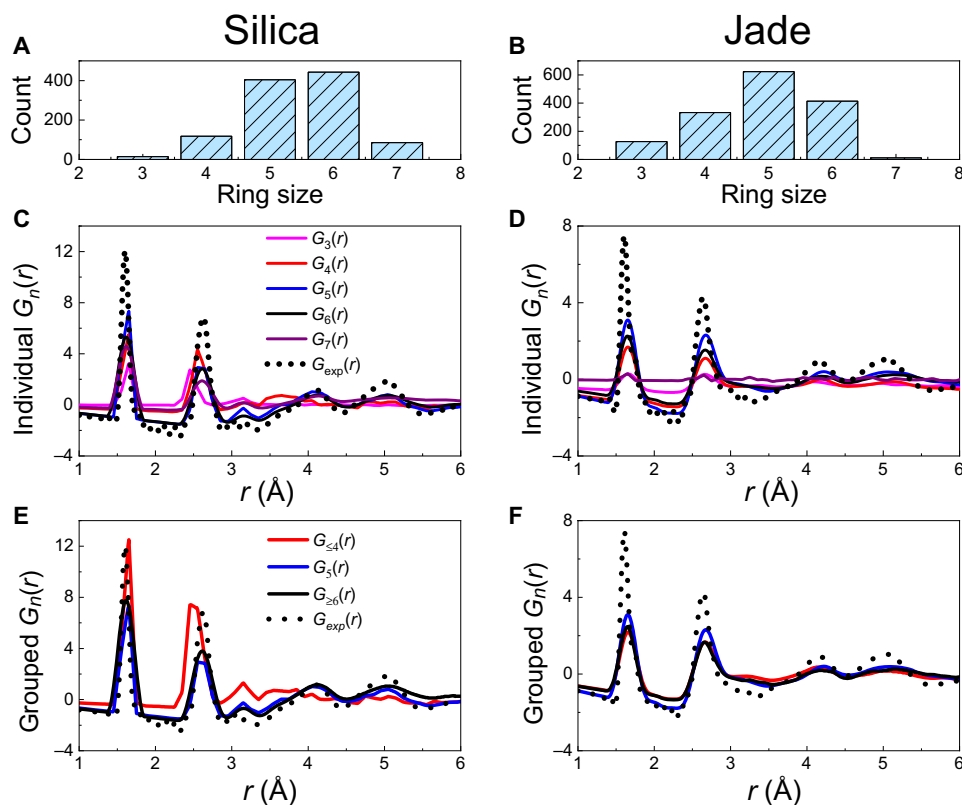 Silica
Jade
A
400
200
0
2 3 4 5 6 7 8
Count
Ring size
B
600
400
200
0
2 3 4 5 6 7 8
Count
Ring size
C
12
8
4
0
–4
1 2 3 4 5 6
Individual Gn(r)
r (Å)
G3(r)
G4(r)
G5(r)
G6(r)
G7(r)
Gexp(r)
D
8
4
0
–4
1 2 3 4 5 6
Individual Gn(r)
r (Å)
E
12
8
4
0
–4
1 2 3 4 5 6
Grouped Gn(r)
r (Å)
G≤4(r)
G5(r)
G≥6(r)
Gexp(r)
F
8
4
0
–4
1 2 3 4 5 6
Grouped Gn(r)
r (Å)